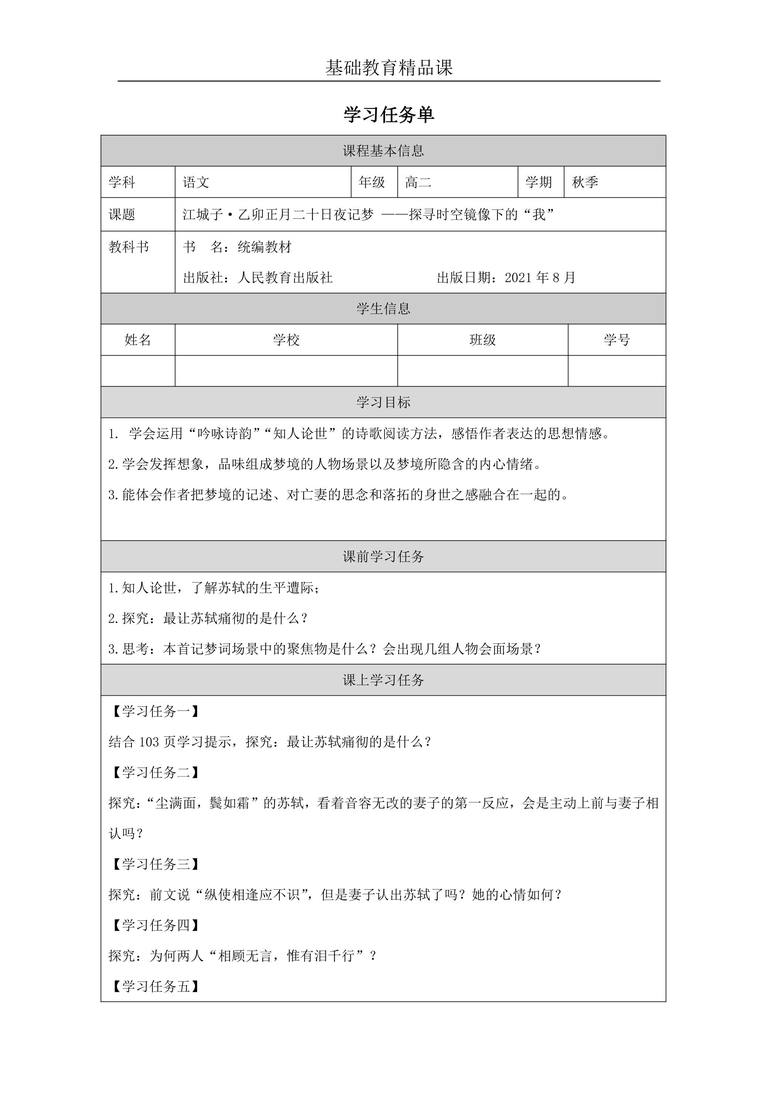 基础教育精品课
学习任务单
课程基本信息
学科 语文 年级 高二 学期 秋季
课题 江城子·乙卯正月二十日夜记梦 ——探寻时空镜像下的“我”
教科书 书 名：统编教材
出版社：人民教育出版社 出版日期：2021年8月
学生信息
姓名 学校 班级 学号
学习目标
1. 学会运用“吟咏诗韵”“知人论世”的诗歌阅读方法，感悟作者表达的思想情感。
2.学会发挥想象，品味组成梦境的人物场景以及梦境所隐含的内心情绪。
3.能体会作者把梦境的记述、对亡妻的思念和落拓的身世之感融合在一起的。
课前学习任务
1.知人论世，了解苏轼的生平遭际；
2.探究：最让苏轼痛彻的是什么？
3.思考：本首记梦词场景中的聚焦物是什么？会出现几组人物会面场景？
课上学习任务
【学习任务一】
结合103页学习提示，探究：最让苏轼痛彻的是什么？
【学习任务二】
探究：“尘满面，鬓如霜”的苏轼，看着音容无改的妻子的第一反应，会是主动上前与妻子相
认吗？
【学习任务三】
探究：前文说“纵使相逢应不识”，但是妻子认出苏轼了吗？她的心情如何？
【学习任务四】
探究：为何两人“相顾无言，惟有泪千行”？
【学习任务五】